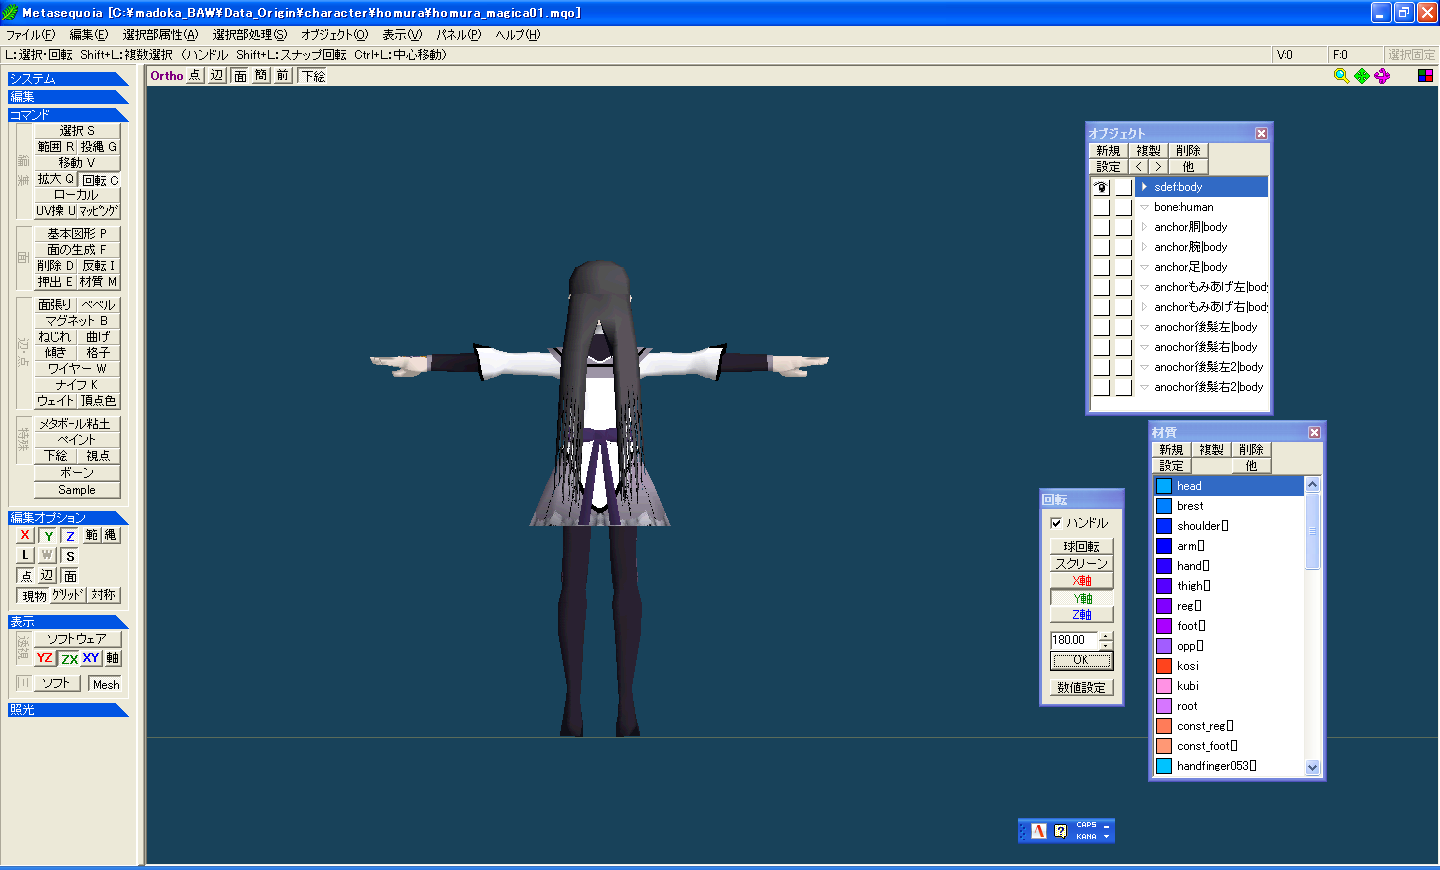 Metasequoia [C:¥madoka_BAW¥Data_Origin¥character¥homura¥homura_magica01.mqo]
ファイル(F) 編集(E) 選択部属性(A) 選択部処理(S) オブジェクト(O) 表示(V) パネル(P) ヘルプ(H)
L:選択・回転 Shift+L:複数選択 (ハンドル Shift+L:スナップ回転 Ctrl+L:中心移動) V:0 F:0 選択固定
Ortho 点 辺 面 簡 前 下絵
システム
編集
コマンド
編集
選択 S
範囲 R 投縄 G
移動 V
拡大 Q 回転 C
ローカル
UV操 U マッピング
面
基本図形 P
面の生成 F
削除 D 反転 I
押出 E 材質 M
辺・点
面張り ベベル
マグネット B
ねじれ 曲げ
傾き 格子
ワイヤー W
ナイフ K
ウェイト 頂点色
特殊
メタボール粘土
ペイント
下絵 視点
ボーン
Sample
編集オプション
X Y Z 範 縄
L W S
点 辺 面
現物 グリッド 対称
表示
透視
ソフトウェア
YZ ZX XY 軸
三 ソフト Mesh
照光
オブジェクト
新規 複製 削除
設定 < > 他
sdef:body
bone:human
anchor胴|body
anchor腕|body
anchor足|body
anchorもみあげ左|body
anchorもみあげ右|body
anochor後髪左|body
anochor後髪右|body
anochor後髪左2|body
anochor後髪右2|body
材質
新規 複製 削除
設定 他
head
brest
shoulder[]
arm[]
hand[]
thigh[]
reg[]
foot[]
opp[]
kosi
kubi
root
const_reg[]
const_foot[]
handfinger053[]
回転
ハンドル
球回転
スクリーン
X軸
Y軸
Z軸
180.00
OK
数値設定
A ? CAPS
KANA